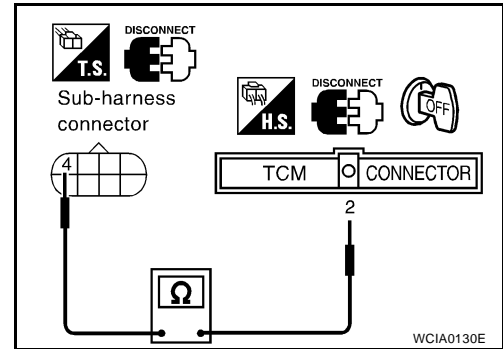 DISCONNECT
T.S.
Sub-harness
connector
DISCONNECT
H.S.
OFF
4
TCM CONNECTOR
2
Ω
WCIA0130E